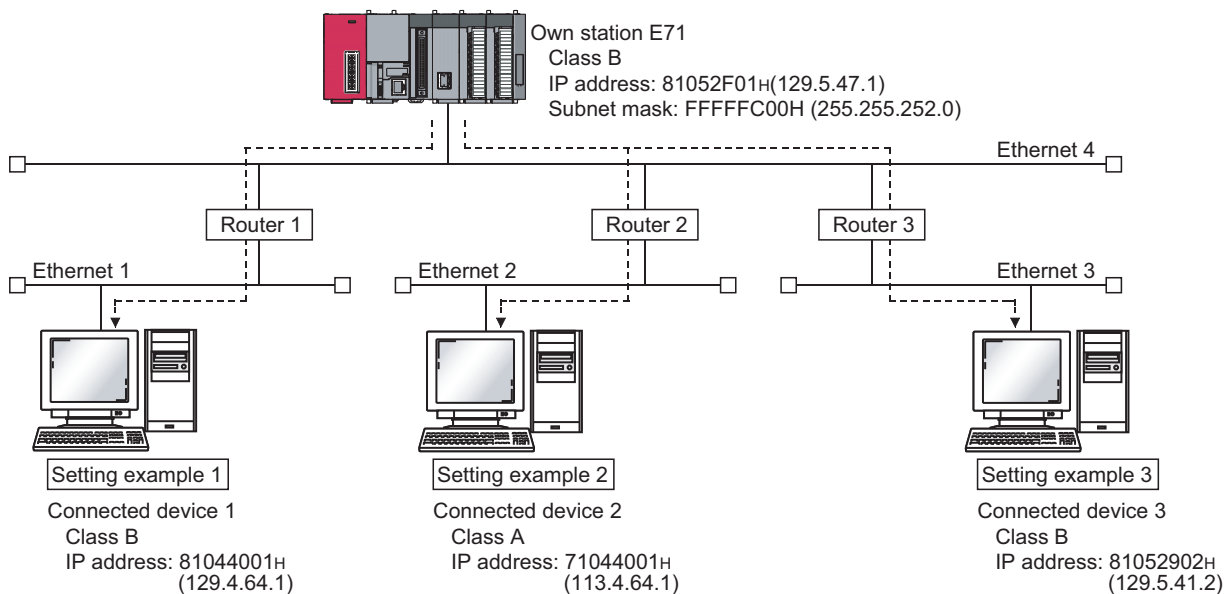 Own station E71
Class B
IP address: 81052F01H(129.5.47.1)
Subnet mask: FFFFFC00H (255.255.252.0)
Ethernet 4
Router 1
Router 2
Router 3
Ethernet 1
Ethernet 2
Ethernet 3
Setting example 1
Setting example 2
Setting example 3
Connected device 1
Class B
IP address: 81044001H
(129.4.64.1)
Connected device 2
Class A
IP address: 71044001H
(113.4.64.1)
Connected device 3
Class B
IP address: 81052902H
(129.5.41.2)